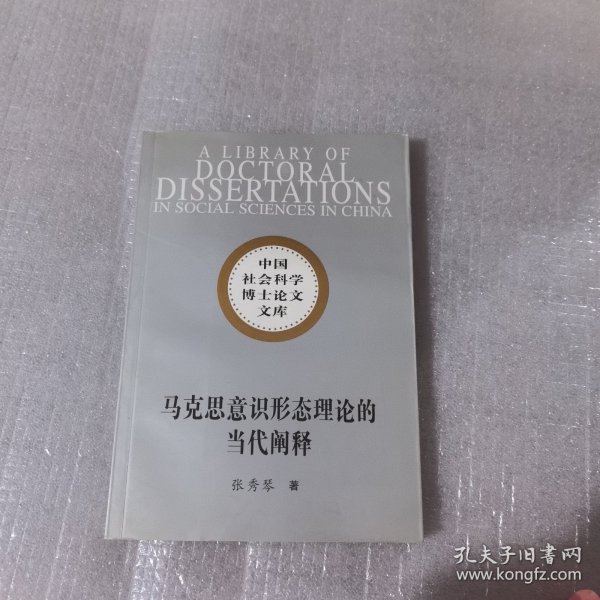 A LIBRARY OF
DOCTORAL
DISSERTATIONS
IN SOCIAL SCIENCES IN CHINA
中国
社会科学
博士论文
文库
马克思意识形态理论的
当代阐释
张秀琴 著
孔夫子旧书网
www.kongfz.com